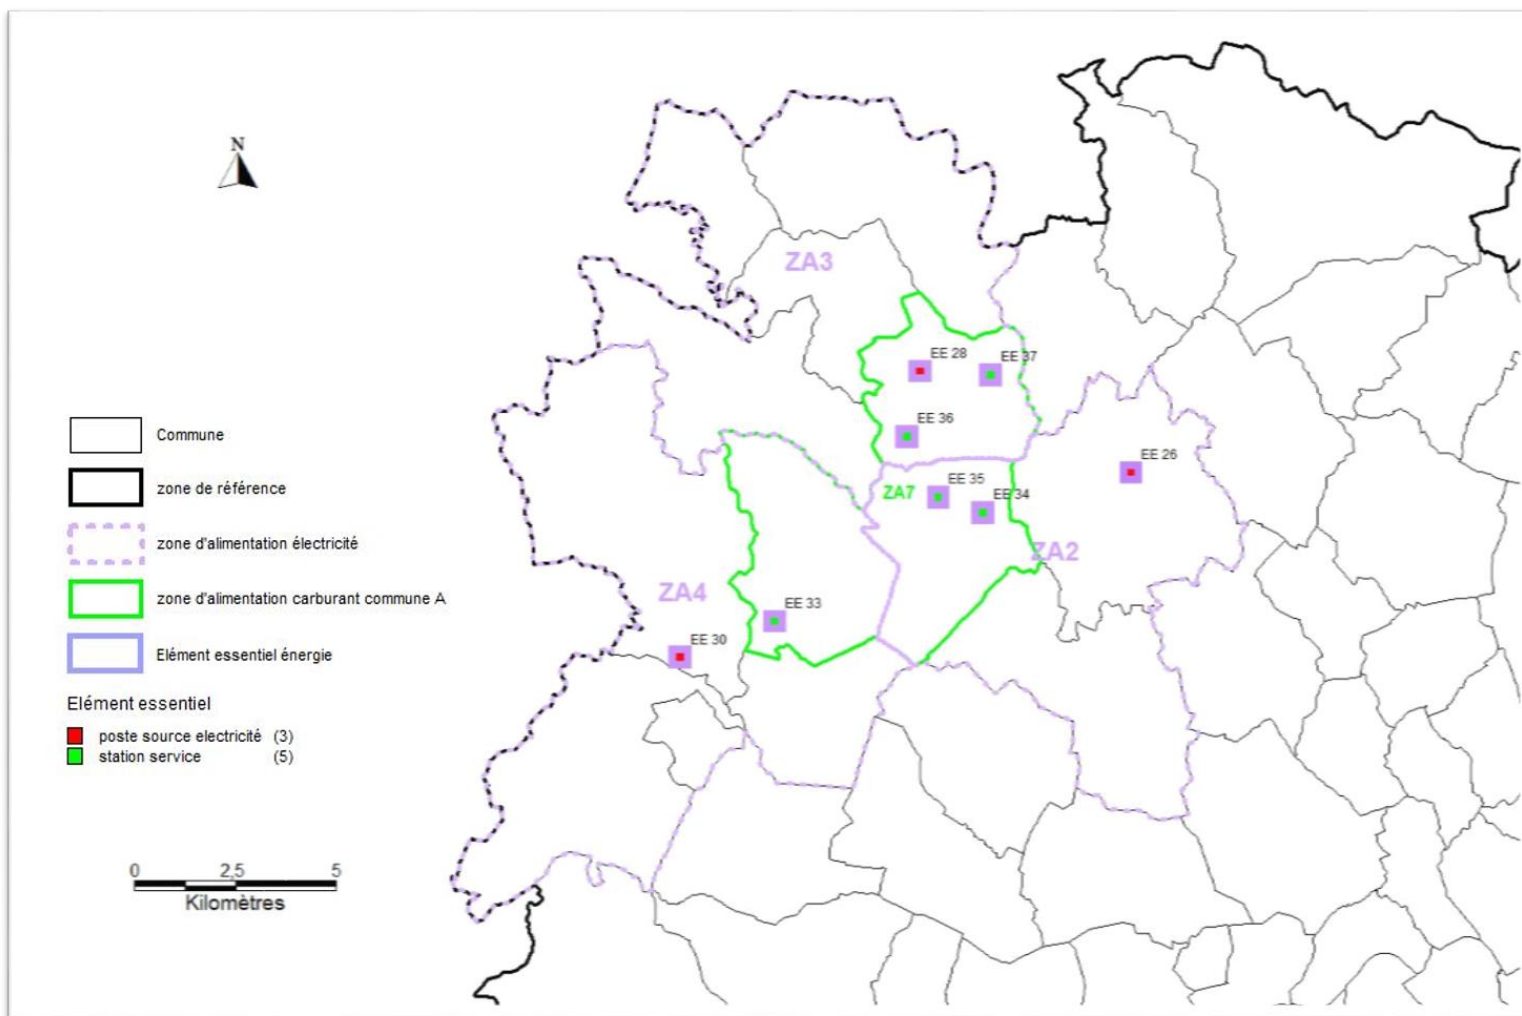 N
ZA3
EE 28
EE 37
EE 36
EE 26
EE 35
ZA7
EE 34
ZA2
ZA4
EE 33
EE 30
Commune
zone de référence
zone d'alimentation électricité
zone d'alimentation carburant commune A
Elément essentiel énergie
Elément essentiel
poste source electricité (3)
station service (5)
0 2,5 5
Kilomètres